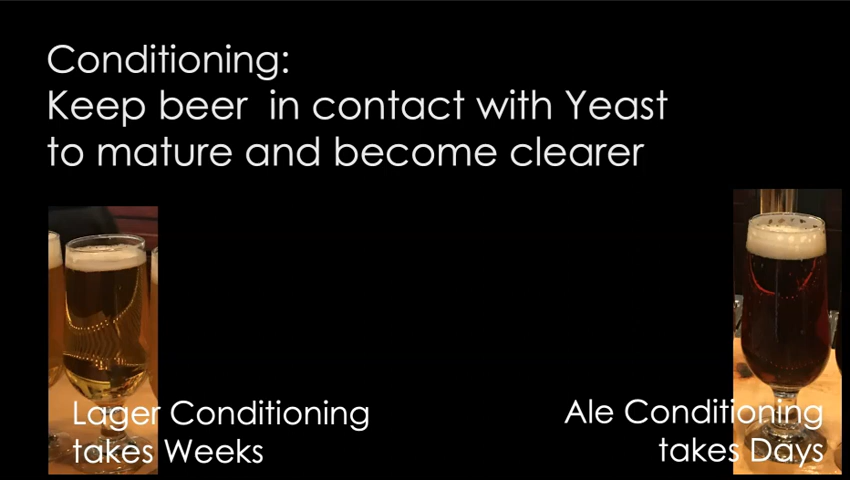 Conditioning:
Keep beer in contact with Yeast
to mature and become clearer
Lager Conditioning
takes Weeks
Ale Conditioning
takes Days